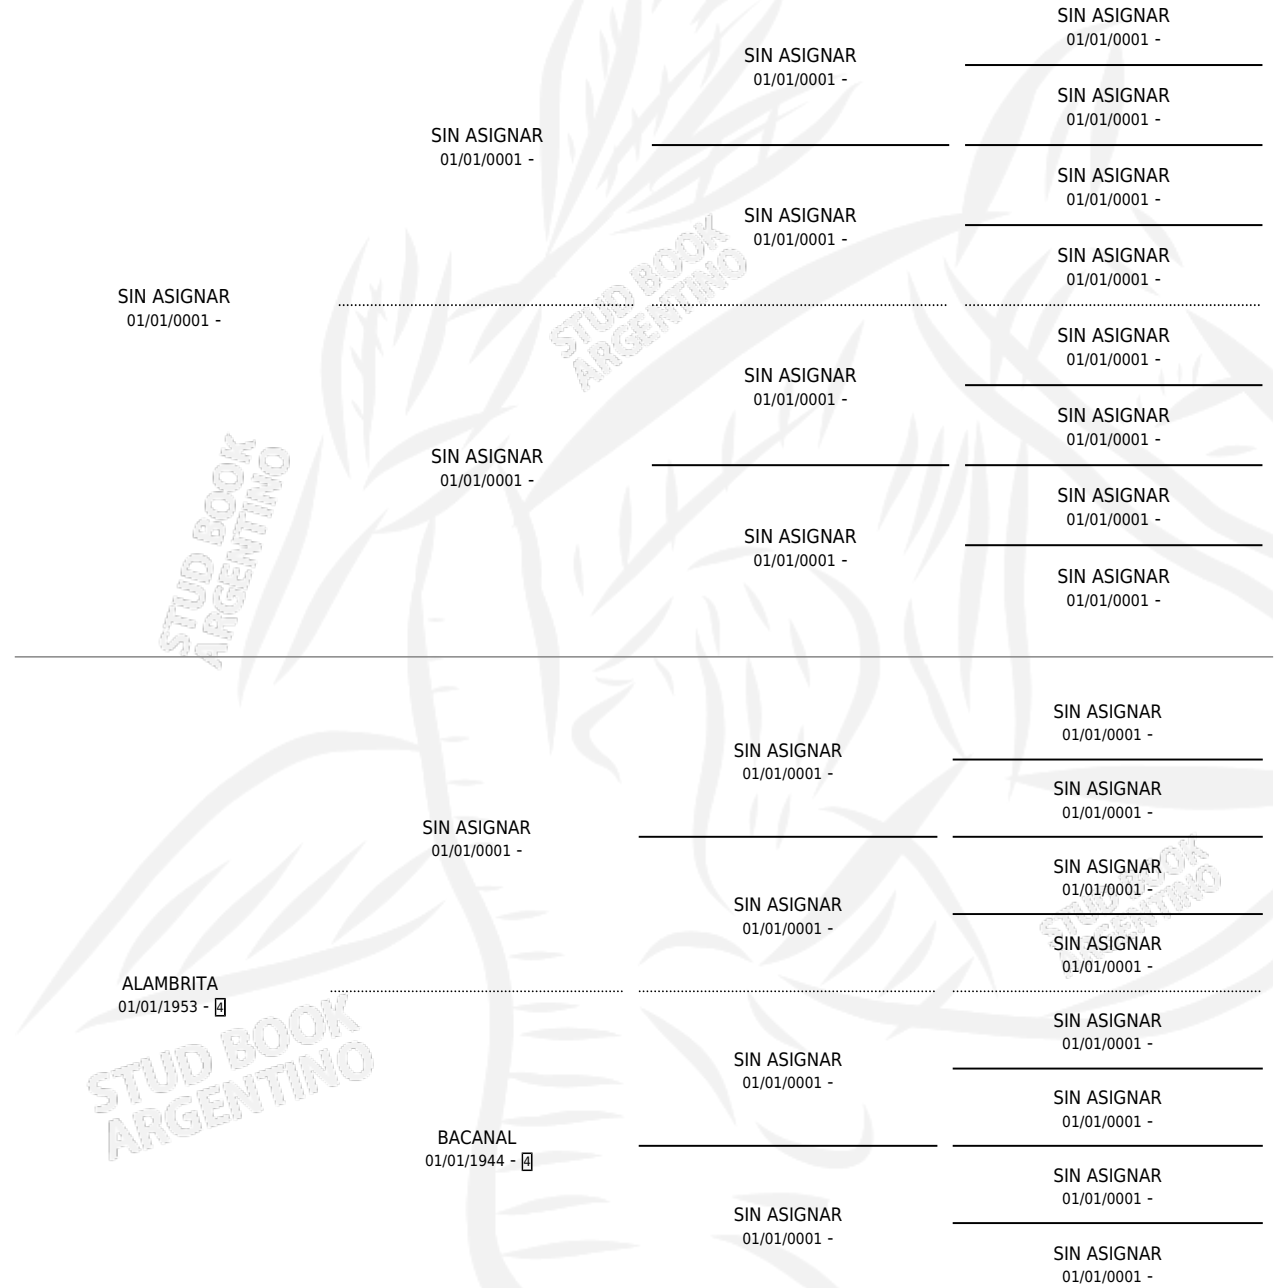 SIN ASIGNAR
01/01/0001 -
SIN ASIGNAR
01/01/0001 -
SIN ASIGNAR
01/01/0001 -
SIN ASIGNAR
01/01/0001 -
SIN ASIGNAR
01/01/0001 -
SIN ASIGNAR
01/01/0001 -
SIN ASIGNAR
01/01/0001 -
STUD BOOK
ARGENTINO
SIN ASIGNAR
01/01/0001 -
SIN ASIGNAR
01/01/0001 -
SIN ASIGNAR
01/01/0001 -
SIN ASIGNAR
01/01/0001 -
SIN ASIGNAR
01/01/0001 -
SIN ASIGNAR
01/01/0001 -
STUD BOOK
ARGENTINO
SIN ASIGNAR
01/01/0001 -
SIN ASIGNAR
01/01/0001 -
SIN ASIGNAR
01/01/0001 -
SIN ASIGNAR
01/01/0001 -
SIN ASIGNAR
01/01/0001 -
SIN ASIGNAR
01/01/0001 -
SIN ASIGNAR
01/01/0001 -
SIN ASIGNAR
01/01/0001 -
SIN ASIGNAR
01/01/0001 -
SIN ASIGNAR
01/01/0001 -
STUD BOOK
ARGENTINO
SIN ASIGNAR
01/01/0001 -
ALAMBRITA
01/01/1953 - 4
STUD BOOK
ARGENTINO
SIN ASIGNAR
01/01/0001 -
SIN ASIGNAR
01/01/0001 -
SIN ASIGNAR
01/01/0001 -
BACANAL
01/01/1944 - 4
SIN ASIGNAR
01/01/0001 -
SIN ASIGNAR
01/01/0001 -
SIN ASIGNAR
01/01/0001 -